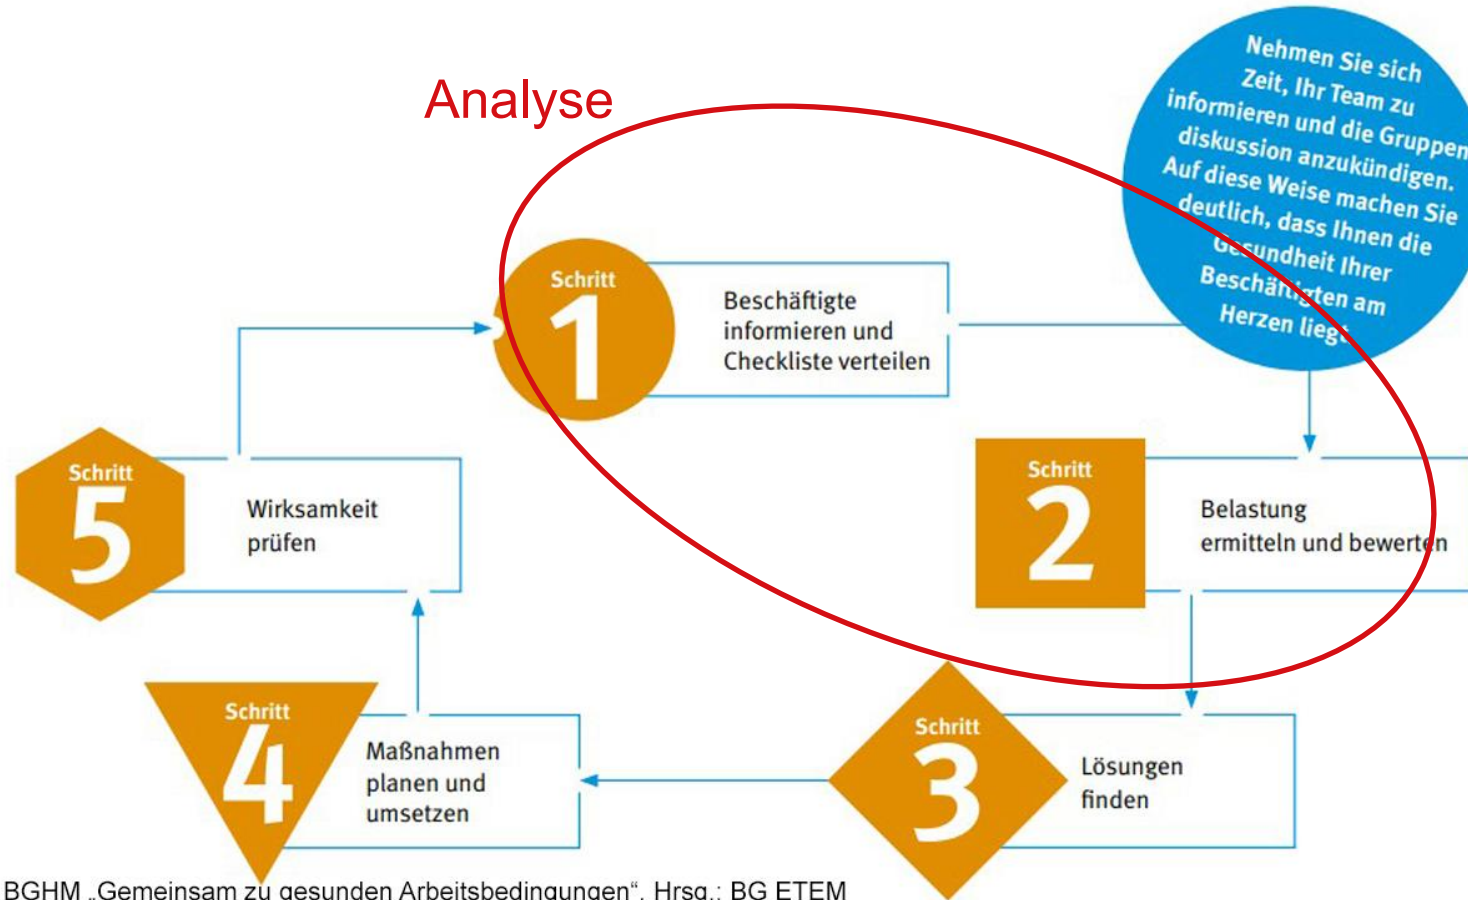 Analyse
Nehmen Sie sich
Zeit, Ihr Team zu
informieren und die Gruppen
diskussion anzukündigen.
Auf diese Weise machen Sie
deutlich, dass Ihnen die
Gesundheit Ihrer
Beschäftigten am
Herzen liegt
Schritt
1
Beschäftigte
informieren und
Checkliste verteilen
Schritt
2
Belastung
ermitteln und bewerten
Schritt
3
Lösungen
finden
Schritt
4
Maßnahmen
planen und
umsetzen
Schritt
5
Wirksamkeit
prüfen
BGHM „Gemeinsam zu gesunden Arbeitsbedingungen“. Hrsg.: BG ETEM